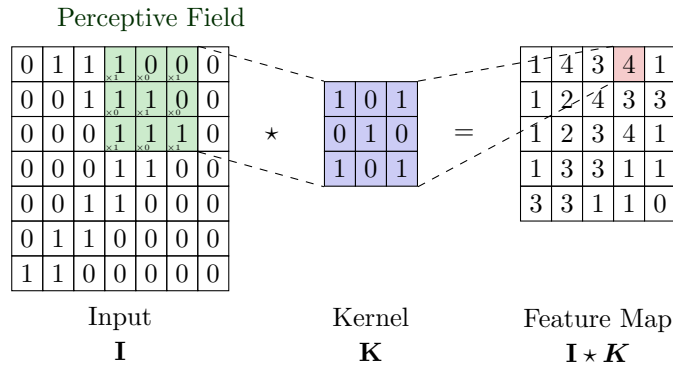 Perceptive Field
0 1 1 1×1 0×0 0×1 0
0 0 1 1×0 1×1 0×0 0
0 0 0 1×1 1×0 1×1 0
0 0 0 1 1 0 0
0 0 1 1 0 0 0
0 1 1 0 0 0 0
1 1 0 0 0 0 0
⋆
1 0 1
0 1 0
1 0 1
=
1 4 3 4 1
1 2 4 3 3
1 2 3 4 1
1 3 3 1 1
3 3 1 1 0
Input
I
Kernel
K
Feature Map
I ⋆ K